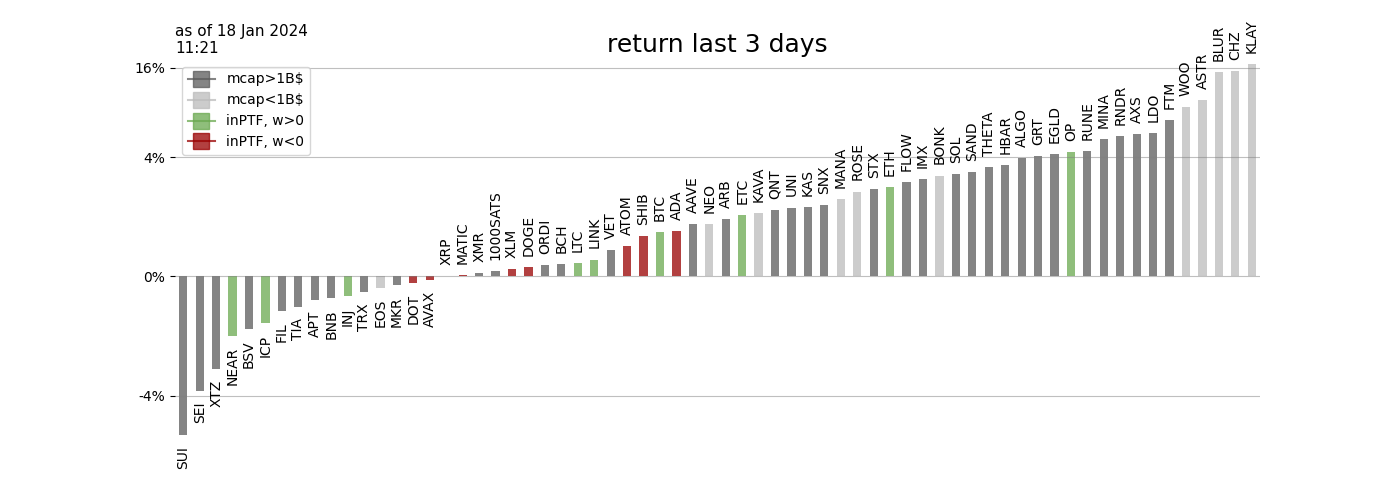 as of 18 Jan 2024
11:21
return last 3 days
16%
4%
0%
-4%
mcap>1B$
mcap<1B$
inPTF, w>0
inPTF, w<0
SUI
SEI
XTZ
NEAR
BSV
ICP
FIL
TIA
APT
BNB
INJ
TRX
EOS
MKR
DOT
AVAX
XRP
MATIC
XMR
1000SATS
XLM
DOGE
ORDI
BCH
LTC
LINK
VET
ATOM
SHIB
BTC
ADA
AAVE
NEO
ARB
ETC
KAVA
QNT
UNI
KAS
SNX
MANA
ROSE
STX
ETH
FLOW
IMX
BONK
SOL
SAND
THETA
HBAR
ALGO
GRT
EGLD
OP
RUNE
MINA
RNDR
AXS
LDO
FTM
WOO
ASTR
BLUR
CHZ
KLAY